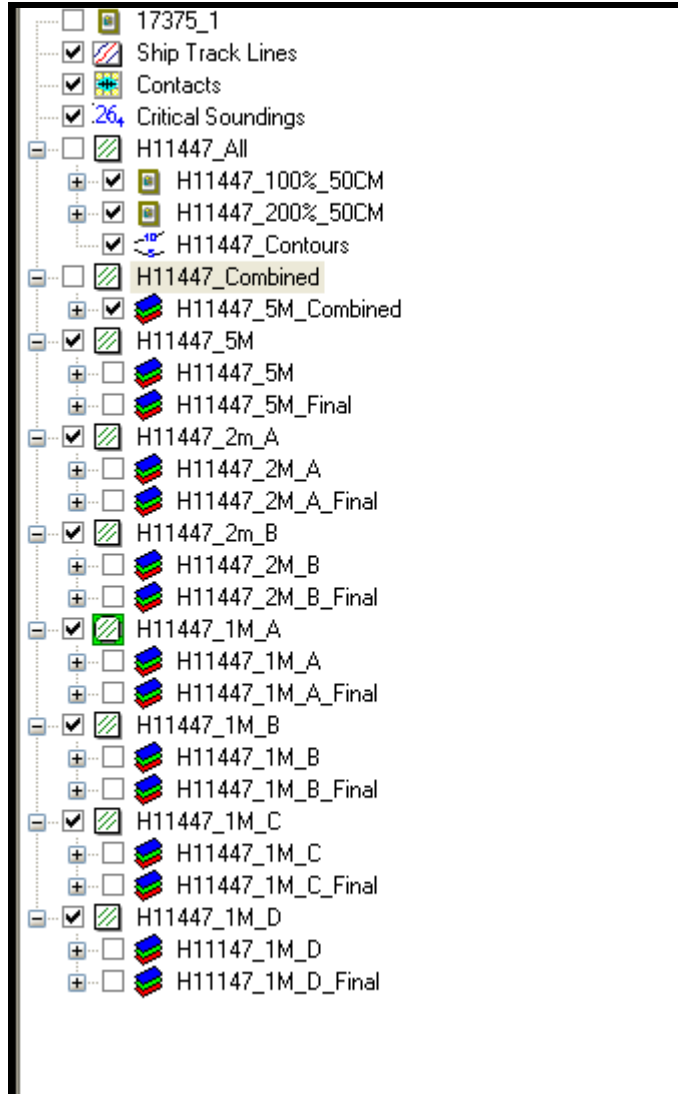 17375_1
Ship Track Lines
Contacts
.26₄ Critical Soundings
H11447_All
H11447_100%_50CM
H11447_200%_50CM
10 5 H11447_Contours
H11447_Combined
H11447_5M_Combined
H11447_5M
H11447_5M
H11447_5M_Final
H11447_2m_A
H11447_2M_A
H11447_2M_A_Final
H11447_2m_B
H11447_2M_B
H11447_2M_B_Final
H11447_1M_A
H11447_1M_A
H11447_1M_A_Final
H11447_1M_B
H11447_1M_B
H11447_1M_B_Final
H11447_1M_C
H11447_1M_C
H11447_1M_C_Final
H11447_1M_D
H11147_1M_D
H11147_1M_D_Final